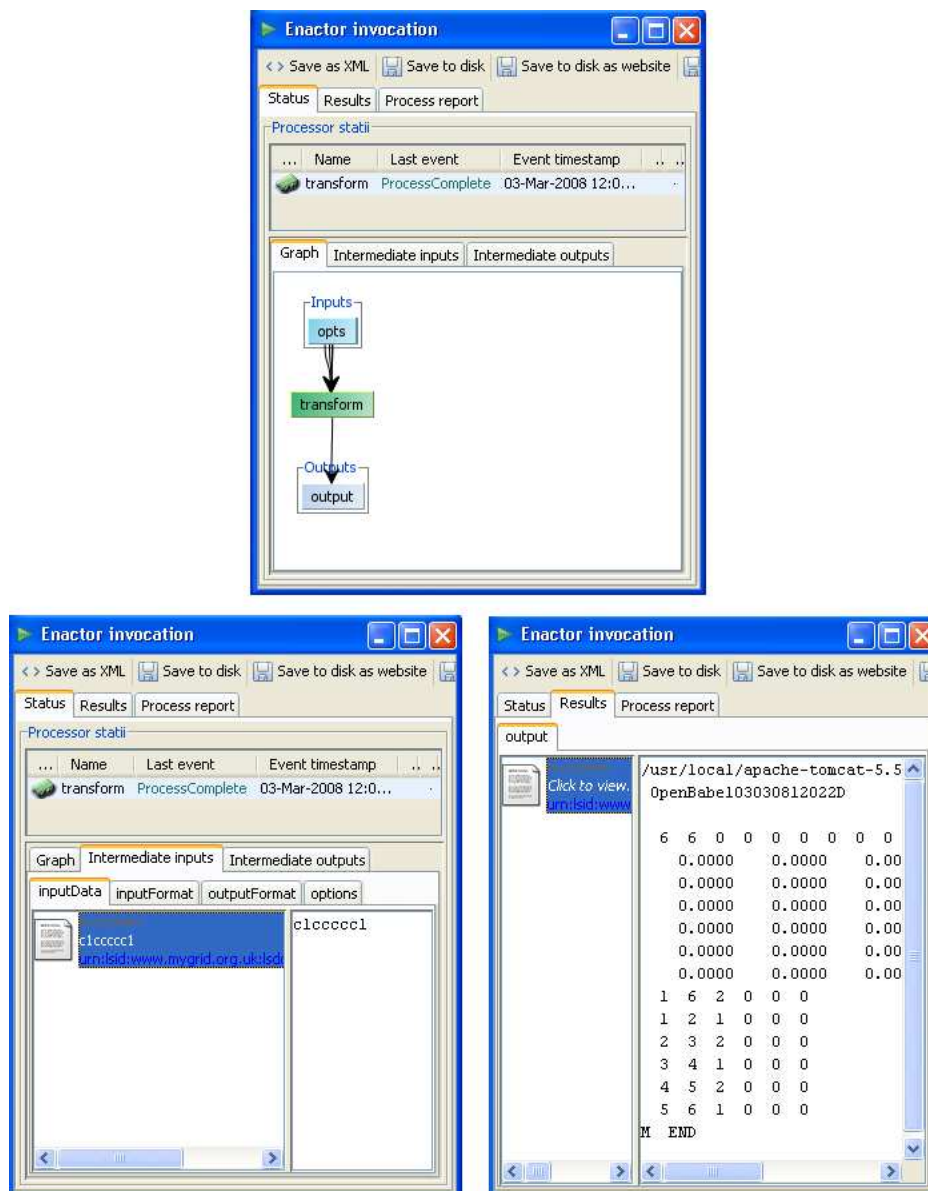 Enactor invocation
<> Save as XML Save to disk Save to disk as website
Status Results Process report
Processor statii
... Name Last event Event timestamp .. ..
transform ProcessComplete 03-Mar-2008 12:0... -
Graph Intermediate inputs Intermediate outputs
Inputs
opts
transform
Outputs
output
Enactor invocation
<> Save as XML Save to disk Save to disk as website
Status Results Process report
Processor statii
... Name Last event Event timestamp .. ..
transform ProcessComplete 03-Mar-2008 12:0... -
Graph Intermediate inputs Intermediate outputs
inputData inputFormat outputFormat options
c1ccccc1
urn:lsid:www.mygrid.org.uk:lsd
c1ccccc1
Enactor invocation
<> Save as XML Save to disk Save to disk as website
Status Results Process report
output
Click to view.
urn:lsid:www
/usr/local/apache-tomcat-5.5
OpenBabel03030812022D
6 6 0 0 0 0 0 0 0
0.0000 0.0000 0.00
0.0000 0.0000 0.00
0.0000 0.0000 0.00
0.0000 0.0000 0.00
0.0000 0.0000 0.00
0.0000 0.0000 0.00
1 6 2 0 0 0
1 2 1 0 0 0
2 3 2 0 0 0
3 4 1 0 0 0
4 5 2 0 0 0
5 6 1 0 0 0
M END